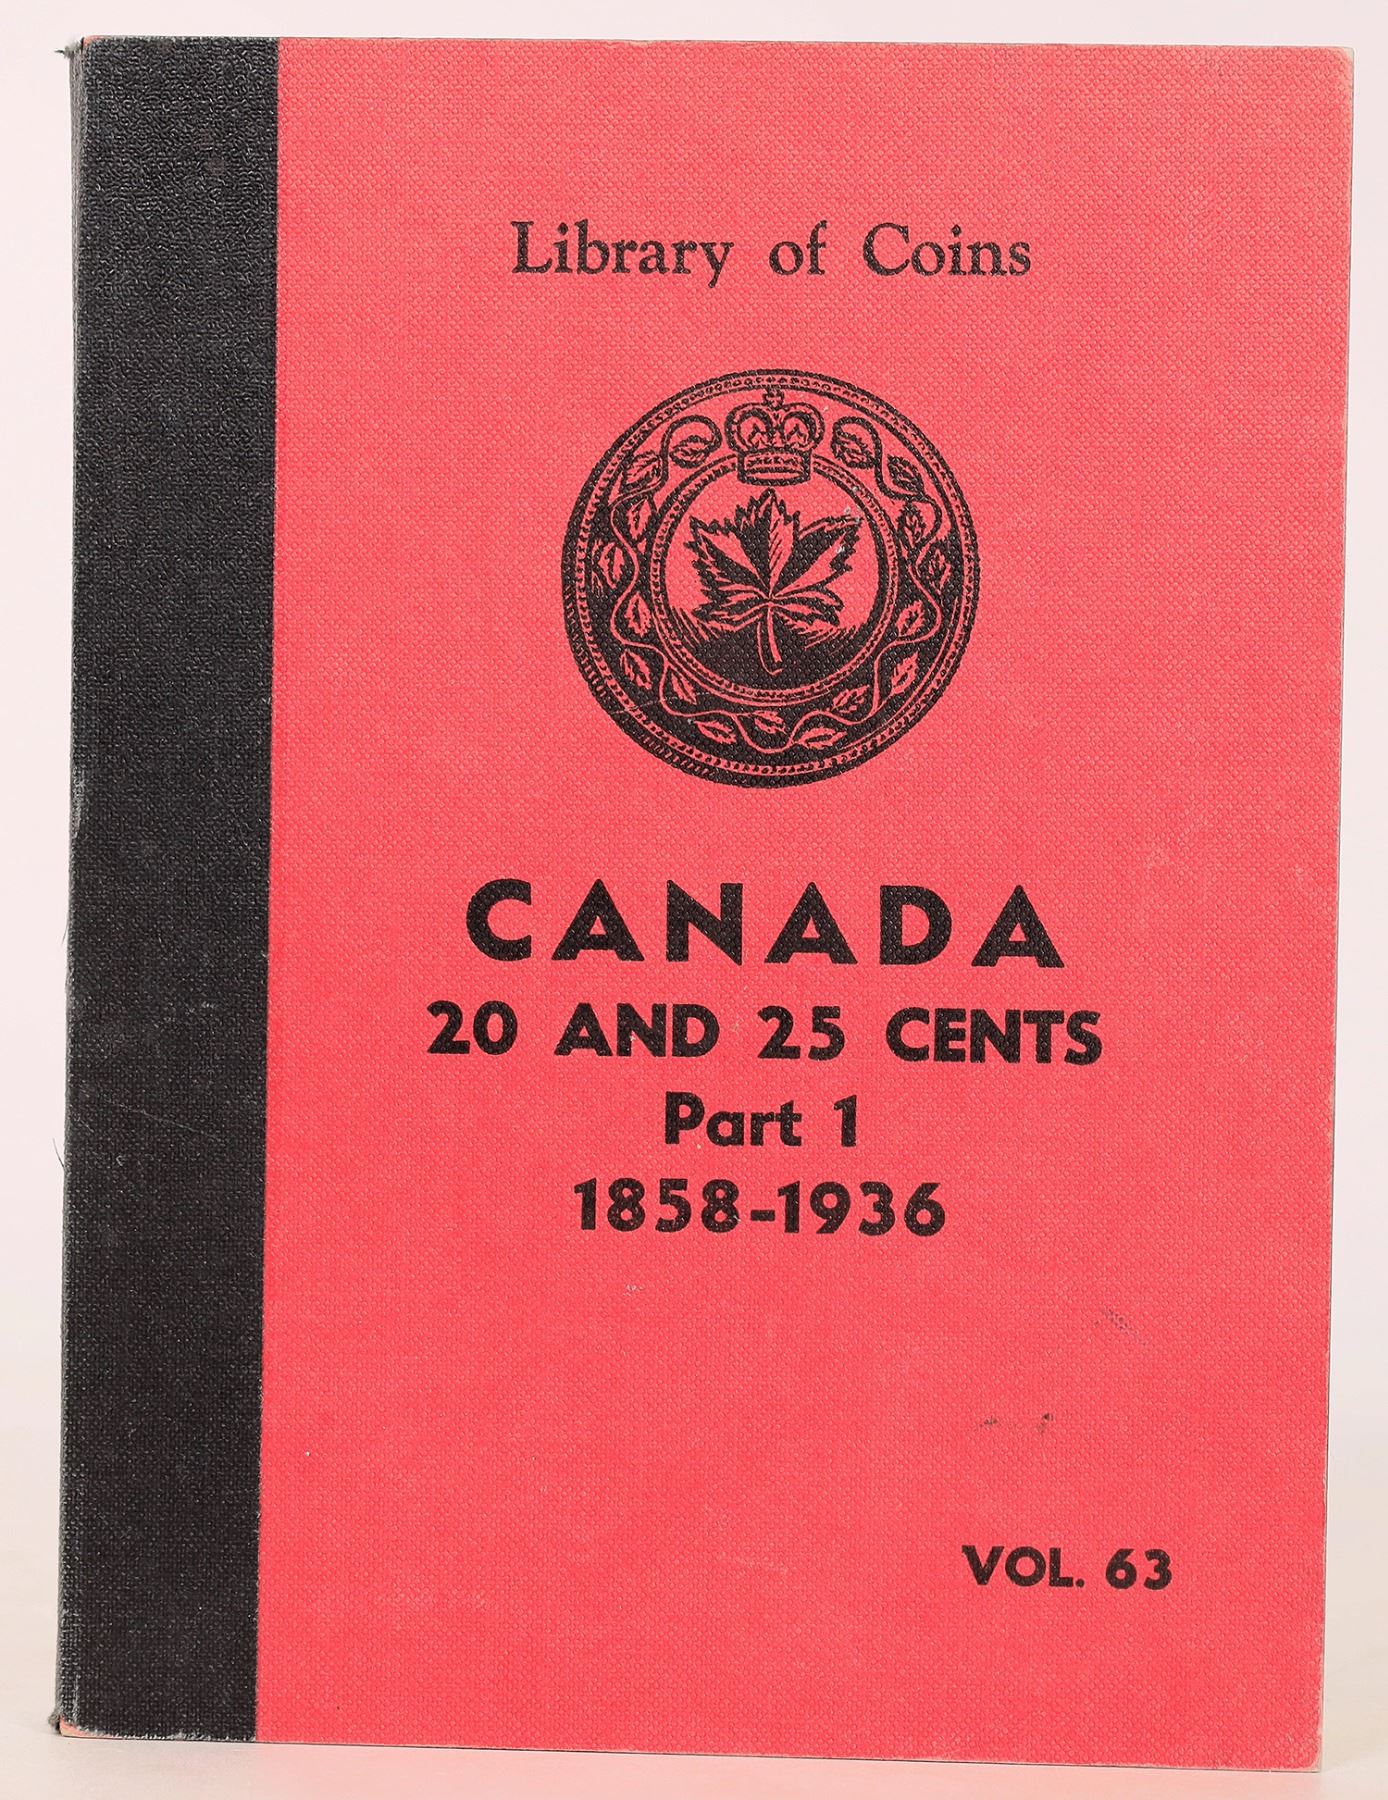 Library of Coins
CANADA
20 AND 25 CENTS
Part 1
1858-1936
VOL. 63